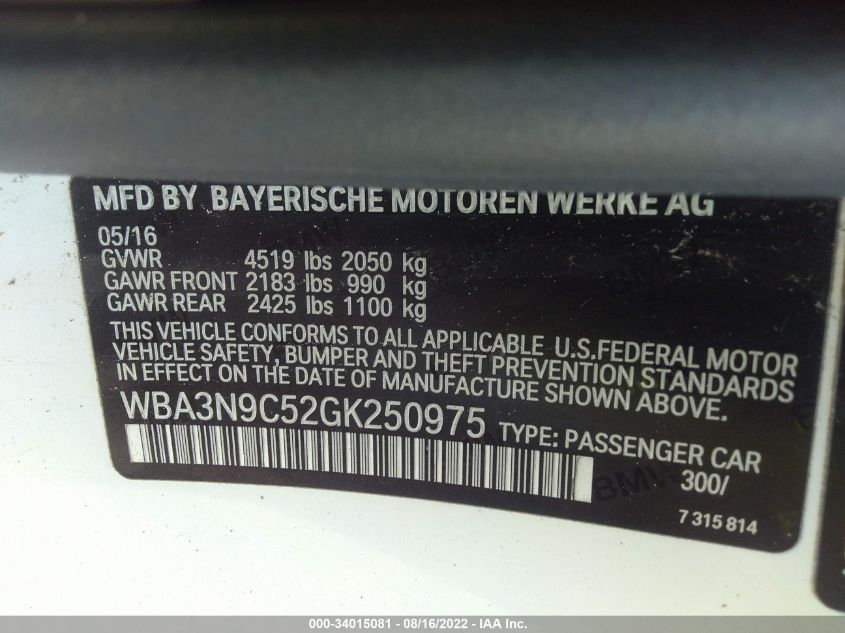 MFD BY BAYERISCHE MOTOREN WERKE AG
05/16
GVWR 4519 lbs 2050 kg
GAWR FRONT 2183 lbs 990 kg
GAWR REAR 2425 lbs 1100 kg
THIS VEHICLE CONFORMS TO ALL APPLICABLE U.S.FEDERAL MOTOR
VEHICLE SAFETY, BUMPER AND THEFT PREVENTION STANDARDS
IN EFFECT ON THE DATE OF MANUFACTURE SHOWN ABOVE.
WBA3N9C52GK250975 TYPE: PASSENGER CAR
300/
7 315 814
BMW
000-34015081 - 08/16/2022 - IAA Inc.